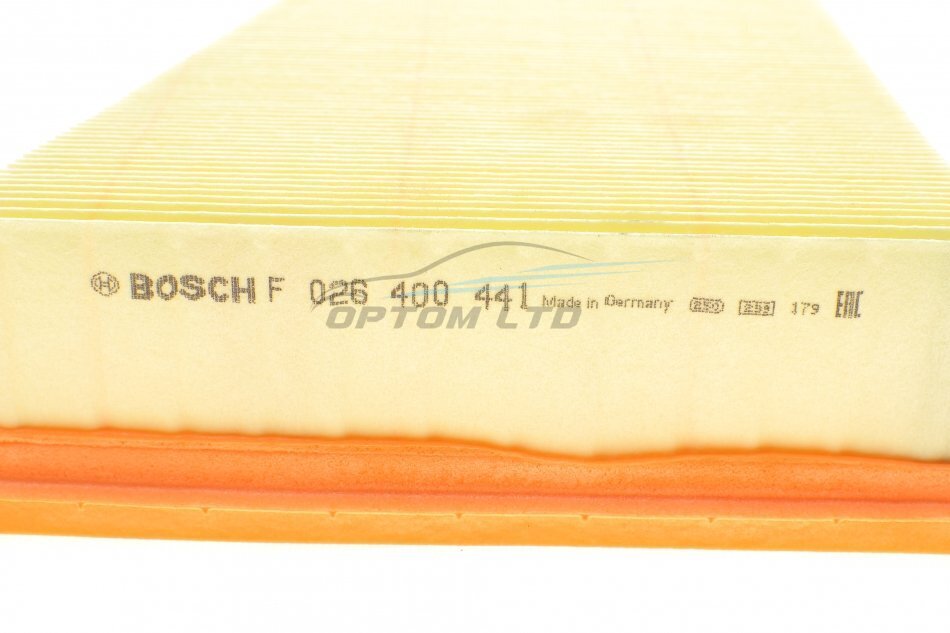 BOSCH F 026 400 441 Made in Germany 179 EAC
OPTOM LTD